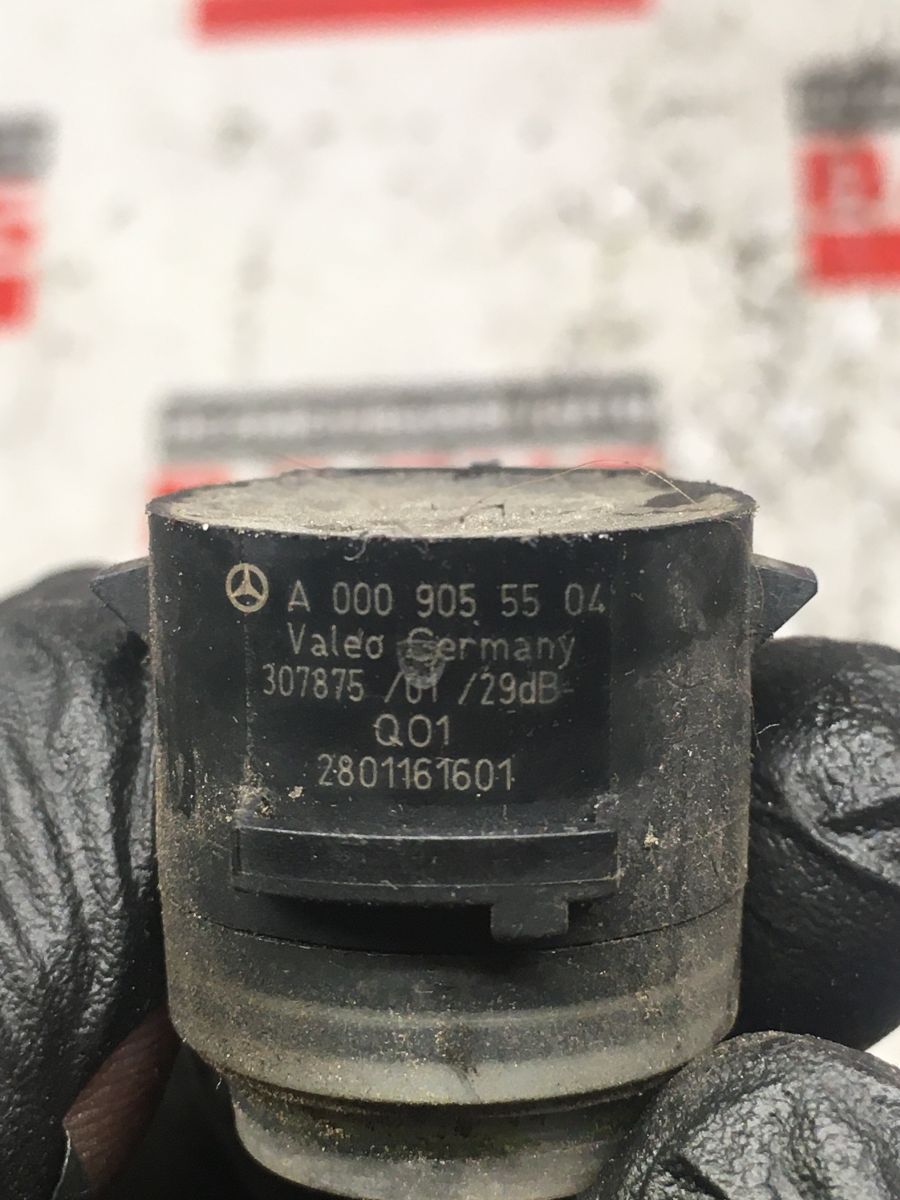 A 000 905 55 04
Valeo Germany
307875 /01 /29dB-
Q01
2801161601